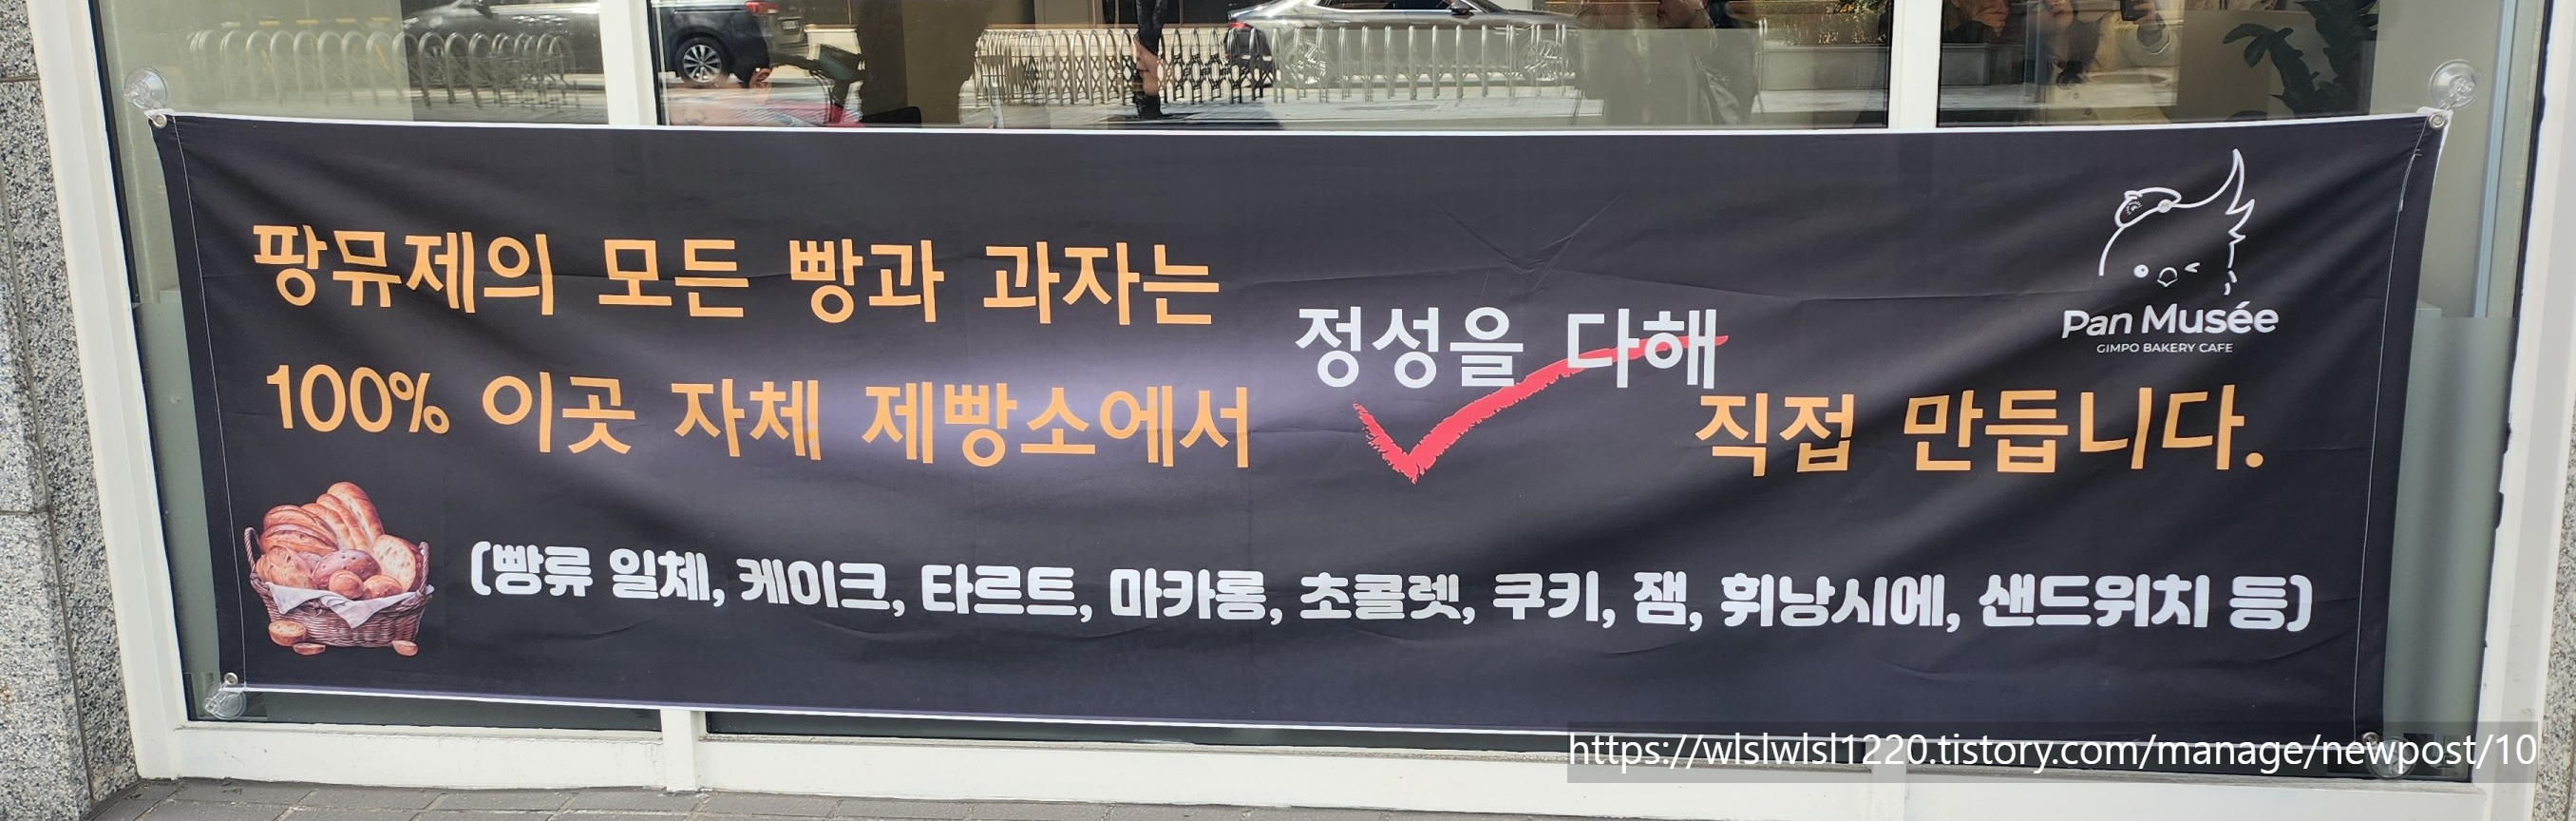 팡뮤제의 모든 빵과 과자는
100% 이곳 자체 제빵소에서
정성을 다해
직접 만듭니다.
(빵류 일체, 케이크, 타르트, 마카롱, 초콜렛, 쿠키, 잼, 휘낭시에, 샌드위치 등)
Pan Musée
GIMPO BAKERY CAFE
https://wlslwlsl1220.tistory.com/manage/newpost/10